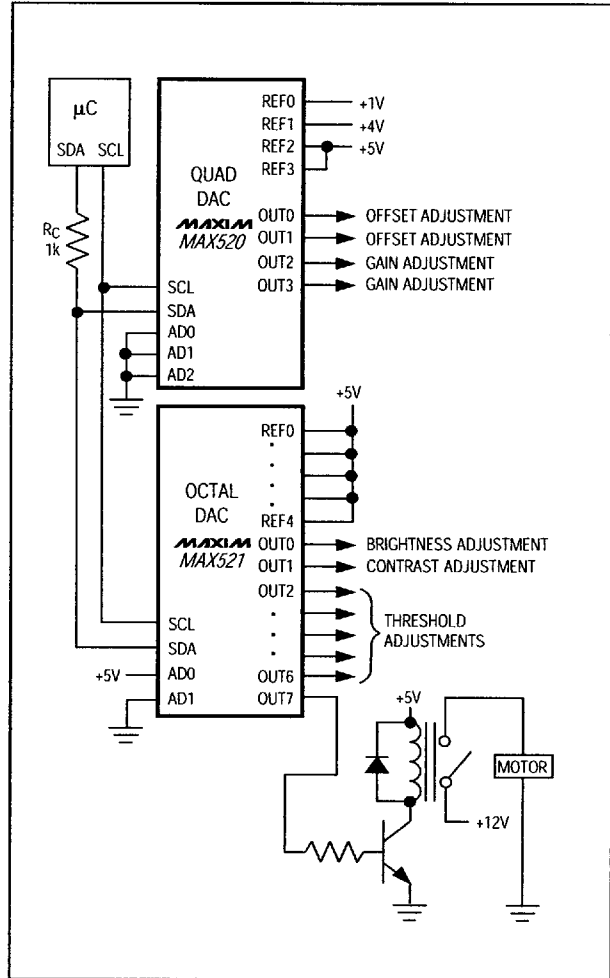 µC
SDA SCL
RC
1k
QUAD
DAC
MAXIM
MAX520
REF0
REF1
REF2
REF3
+1V
+4V
+5V
OUT0
OUT1
OUT2
OUT3
OFFSET ADJUSTMENT
OFFSET ADJUSTMENT
GAIN ADJUSTMENT
GAIN ADJUSTMENT
SCL
SDA
AD0
AD1
AD2
+5V
OCTAL
DAC
MAXIM
MAX521
REF0
REF4
OUT0
OUT1
OUT2
OUT6
OUT7
BRIGHTNESS ADJUSTMENT
CONTRAST ADJUSTMENT
THRESHOLD
ADJUSTMENTS
SCL
SDA
+5V
AD0
AD1
+5V
MOTOR
+12V